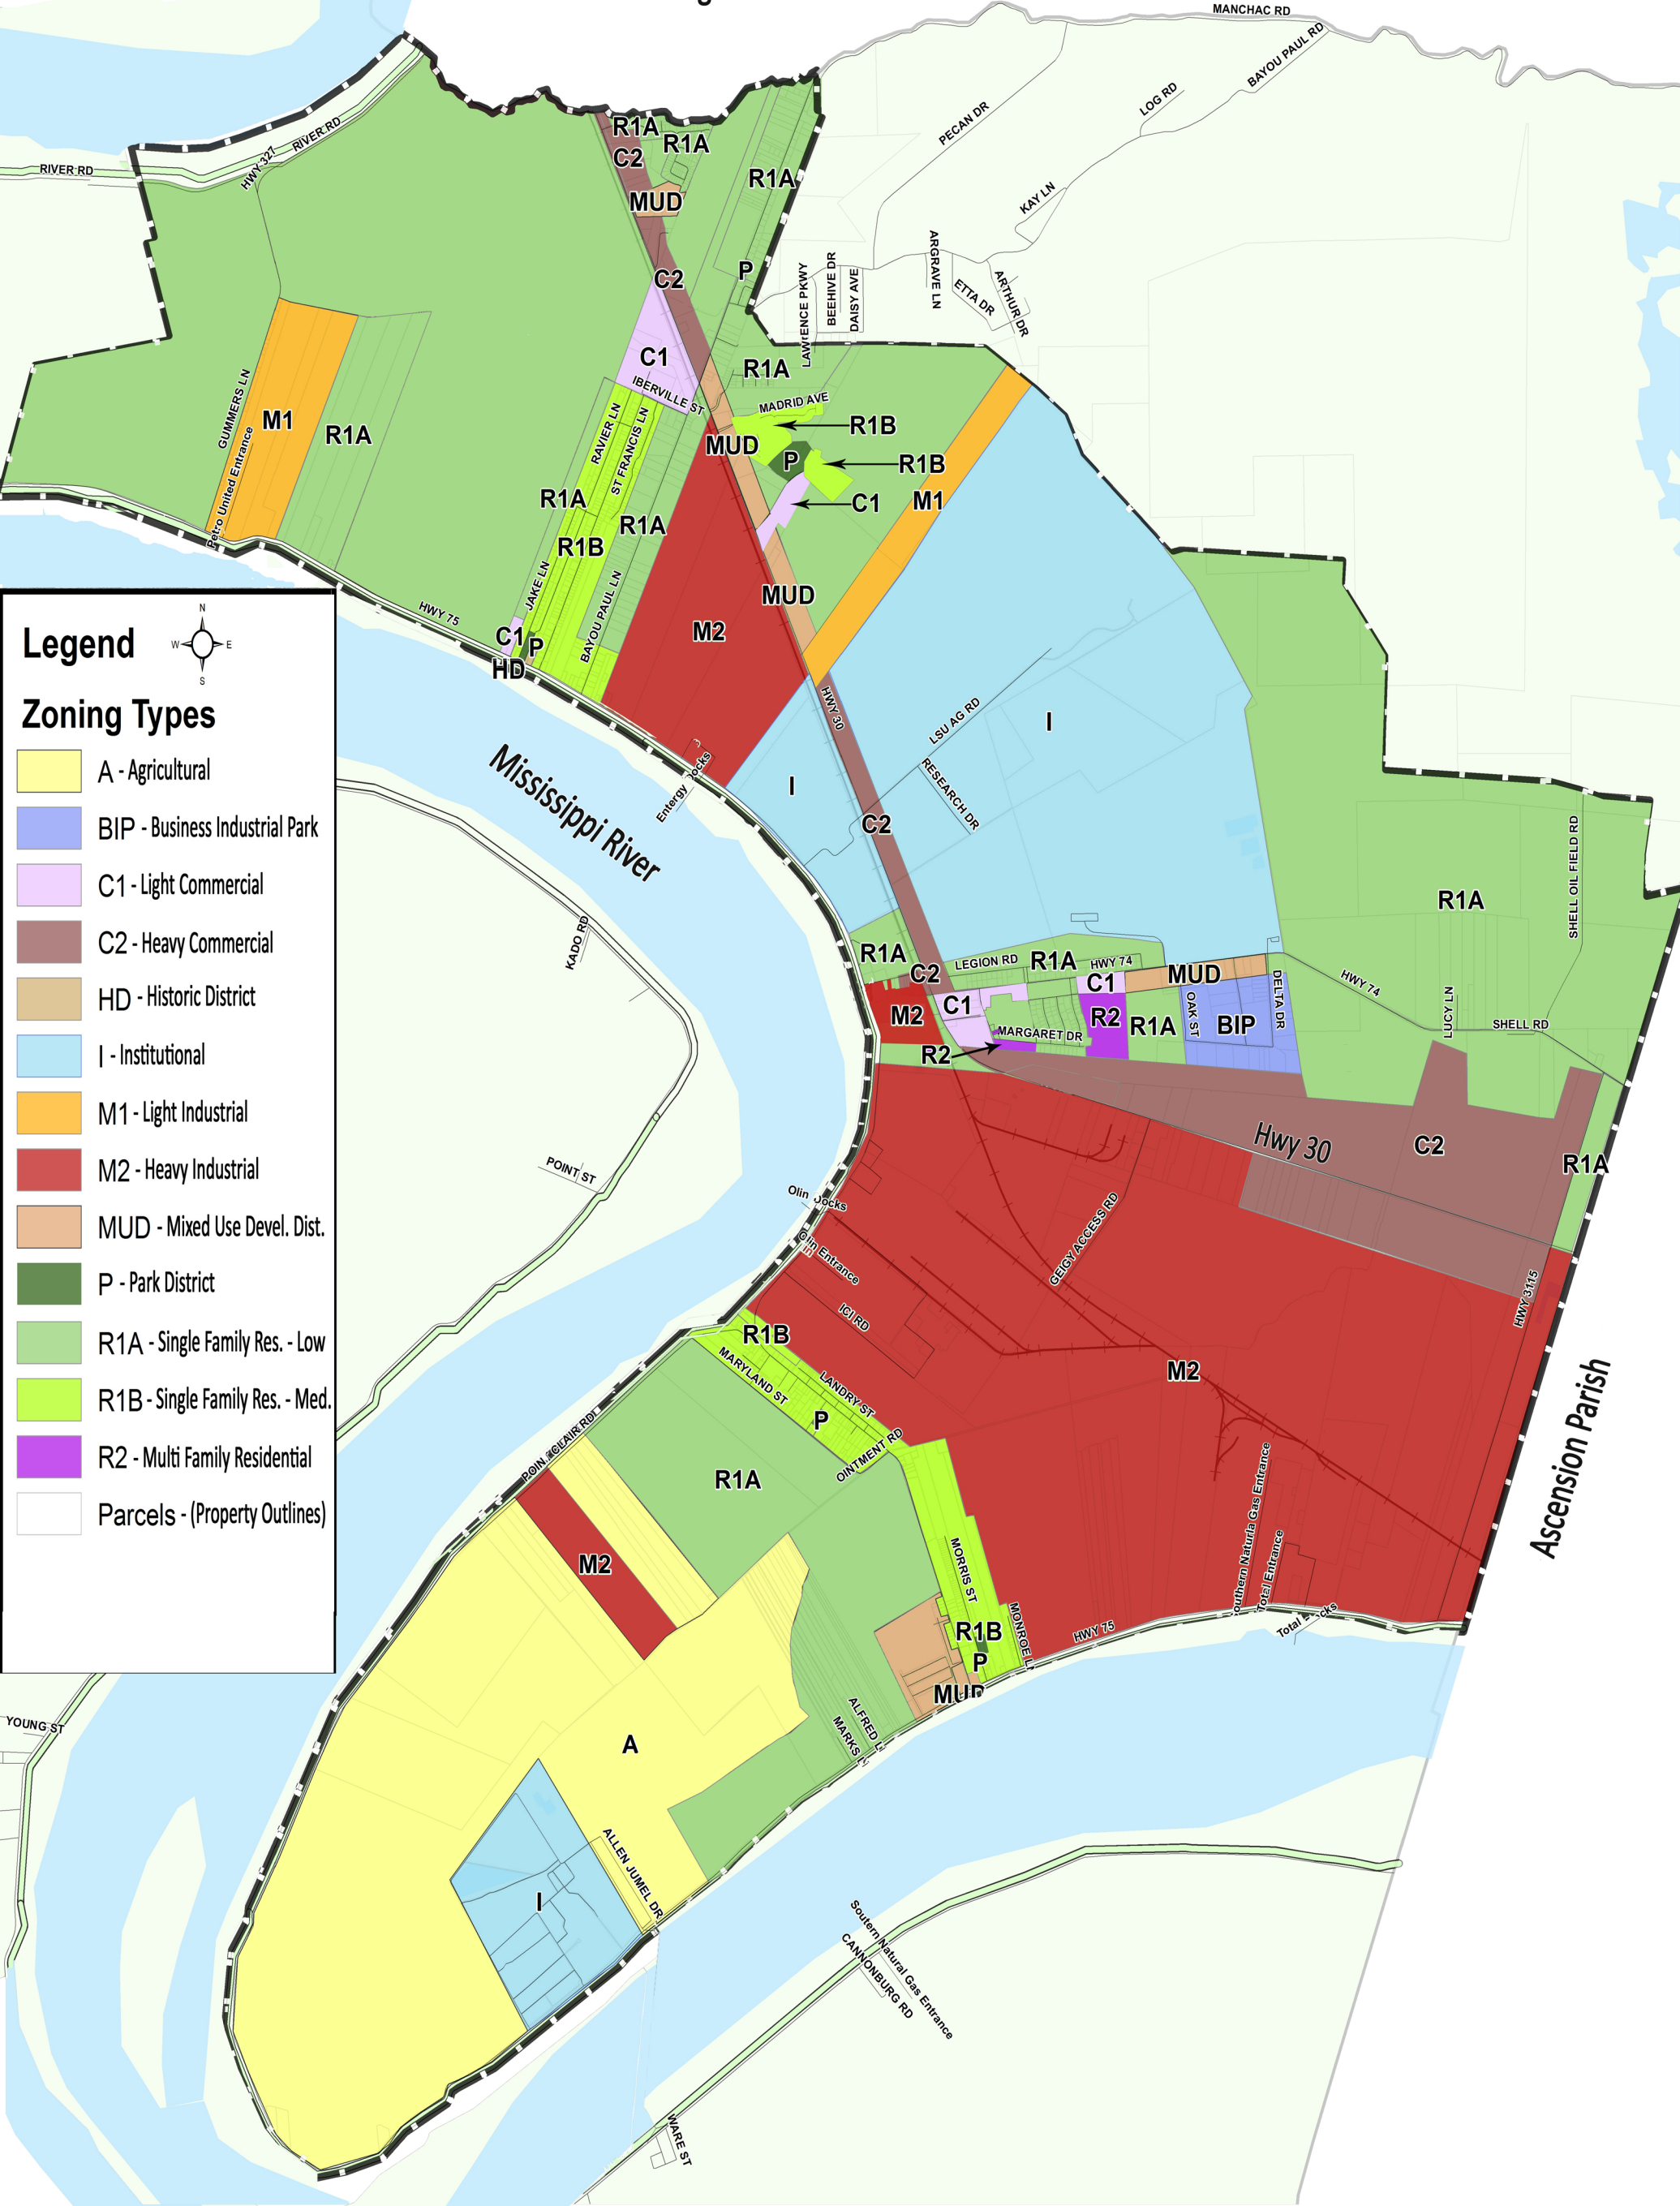 MANCHAC RD
BAYOU PAUL RD
LOG RD
PECAN DR
RIVER RD
RIVER RD
HWY 327
R1A
R1A
C2
R1A
MUD
KAY LN
ARGRAVE LN
ETTA DR
ARTHUR DR
P
LAWRENCE PKWY
BEEHIVE DR
DAISY AVE
C2
C1
IBERVILLE ST
R1A
MADRID AVE
GUMMERS LN
Petro United Entrance
M1
R1A
RAVIER LN
ST FRANCIS LN
MUD
R1B
P
R1B
M1
C1
R1A
R1A
R1B
JAKE LN
BAYOU PAUL LN
MUD
HWY 75
C1
P
HD
M2
HWY 30
LSU AG RD
I
RESEARCH DR
I
C2
Entergy
Mississippi River
Legend
N
W
E
S
Zoning Types
A - Agricultural
BIP - Business Industrial Park
C1 - Light Commercial
C2 - Heavy Commercial
HD - Historic District
I - Institutional
M1 - Light Industrial
M2 - Heavy Industrial
MUD - Mixed Use Devel. Dist.
P - Park District
R1A - Single Family Res. - Low
R1B - Single Family Res. - Med.
R2 - Multi Family Residential
Parcels - (Property Outlines)
KADO RD
POINT ST
R1A
SHELL OIL FIELD RD
R1A
C2
LEGION RD
R1A
HWY 74
C1
MUD
HWY 74
M2
C1
R2
R1A
OAK ST
BIP
DELTA DR
LUCY LN
SHELL RD
MARGARET DR
R2
Hwy 30
C2
R1A
Olin
GEIGY ACCESS RD
Olin Entrance
ICI RD
HWY 3115
M2
R1B
MARYLAND ST
LANDRY ST
P
OINTMENT RD
R1A
M2
Ascension Parish
Total Entrance
MORRIS ST
R1B
P
MUD
HWY 75
Total
ALFRED L
MARKS
A
I
ALLEN JUMEL DR
YOUNG ST
Soutern Natural Gas Entrance
CANNONBURG RD
WARE ST